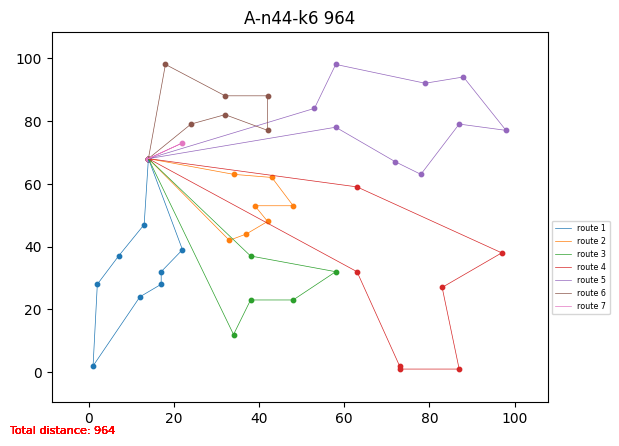 A-n44-k6 964
100
80
60
40
20
0
0 20 40 60 80 100
route 1
route 2
route 3
route 4
route 5
route 6
route 7
Total distance: 964